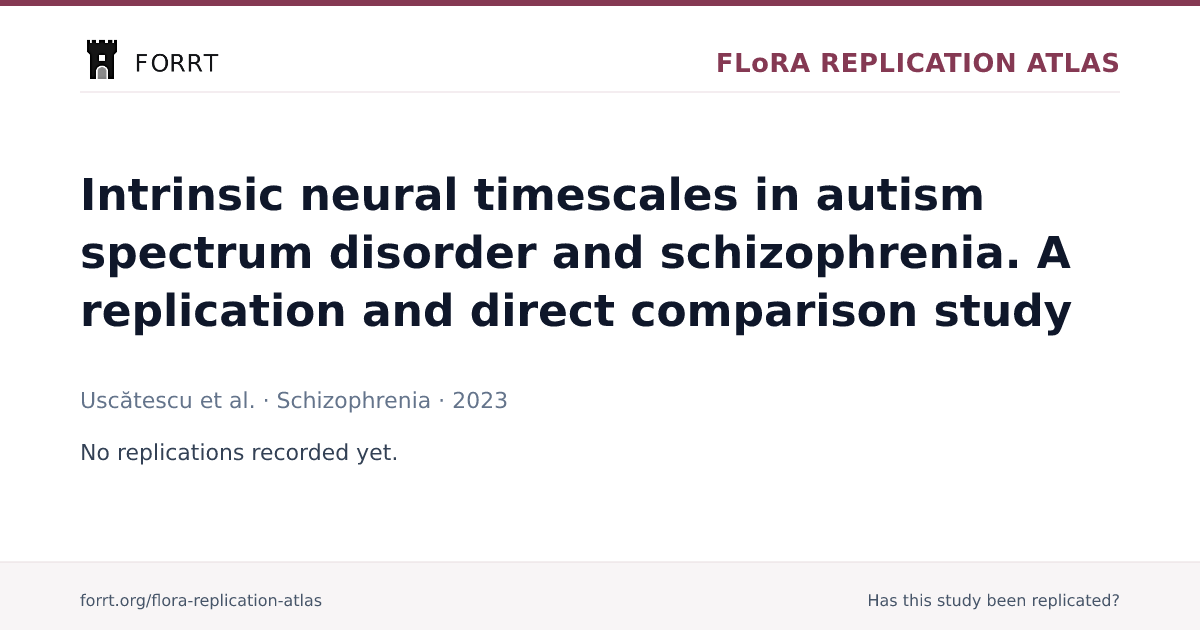 FORRT
FLoRA REPLICATION ATLAS
Intrinsic neural timescales in autism
spectrum disorder and schizophrenia. A
replication and direct comparison study
Uscătescu et al. · Schizophrenia · 2023
No replications recorded yet.
forrt.org/flora-replication-atlas
Has this study been replicated?